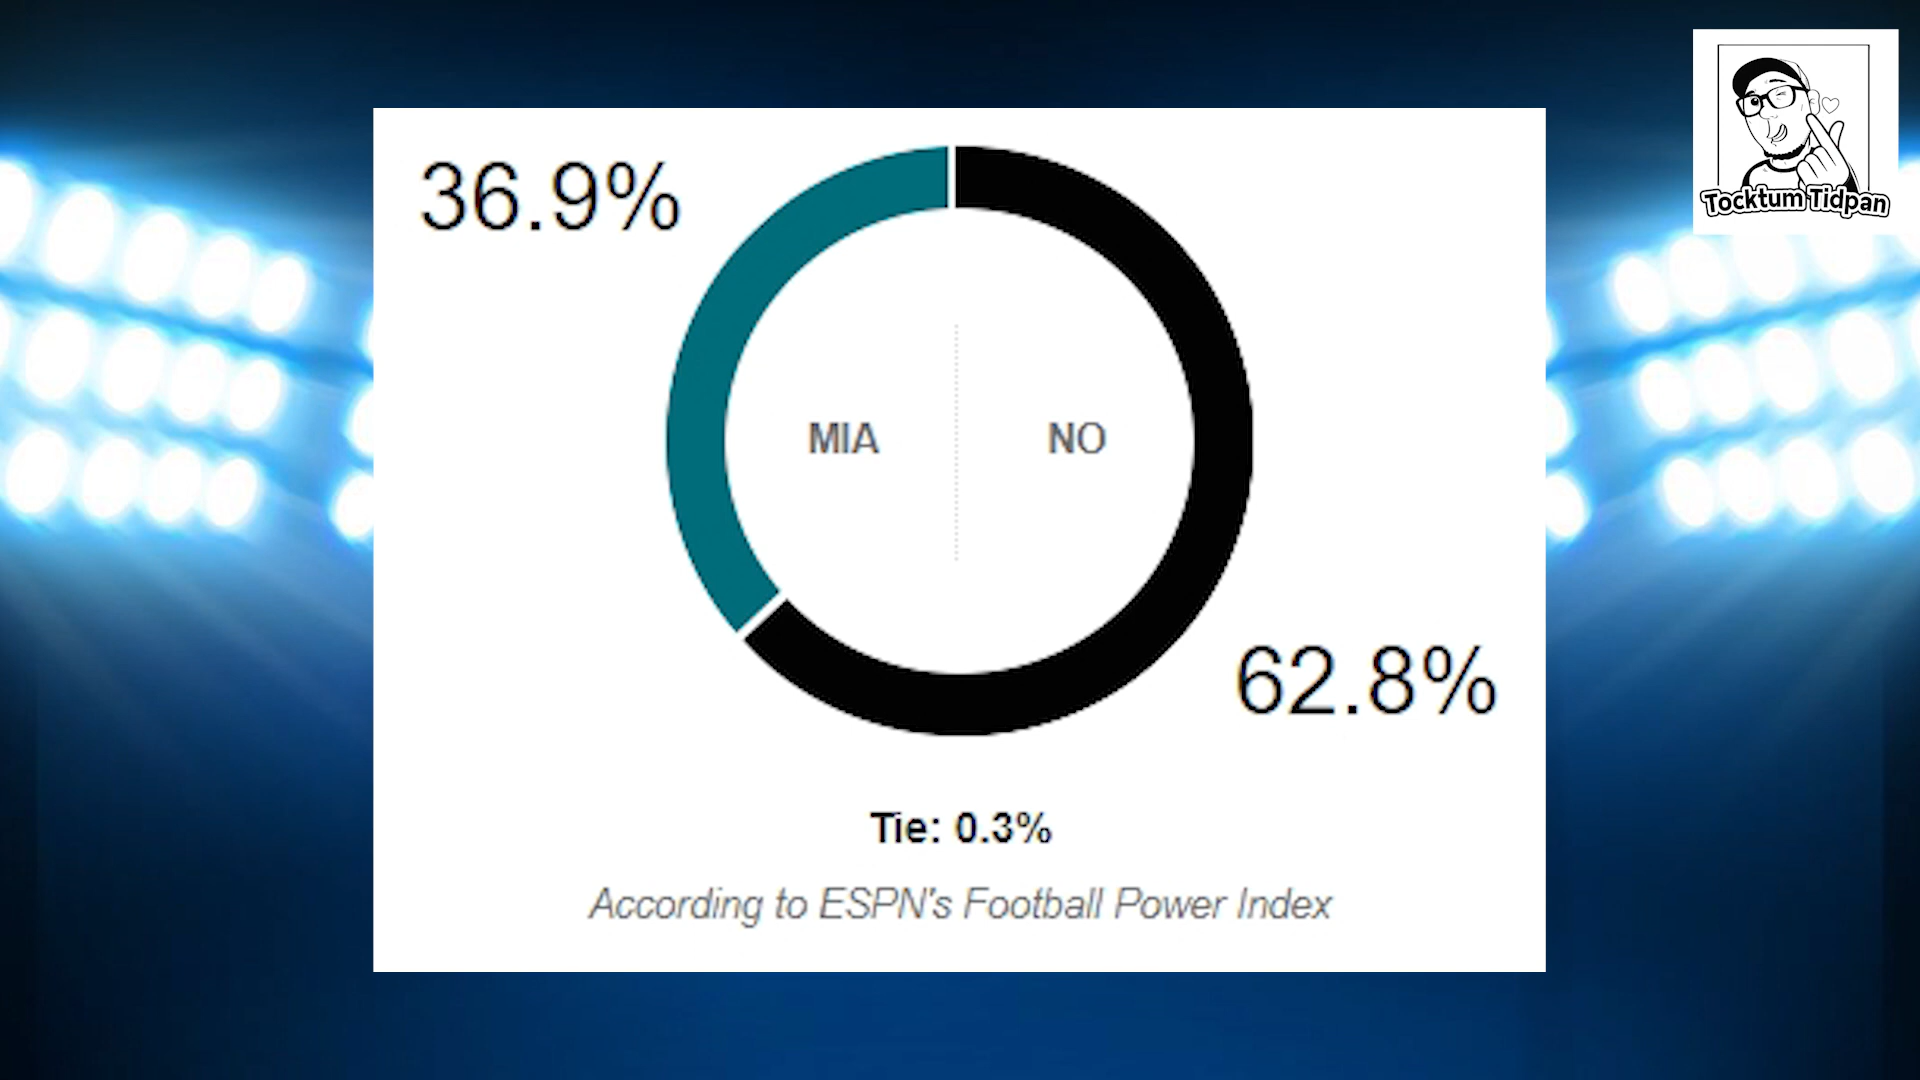 Tocktum Tidpan
36.9%
MIA
NO
62.8%
Tie: 0.3%
According to ESPN's Football Power Index